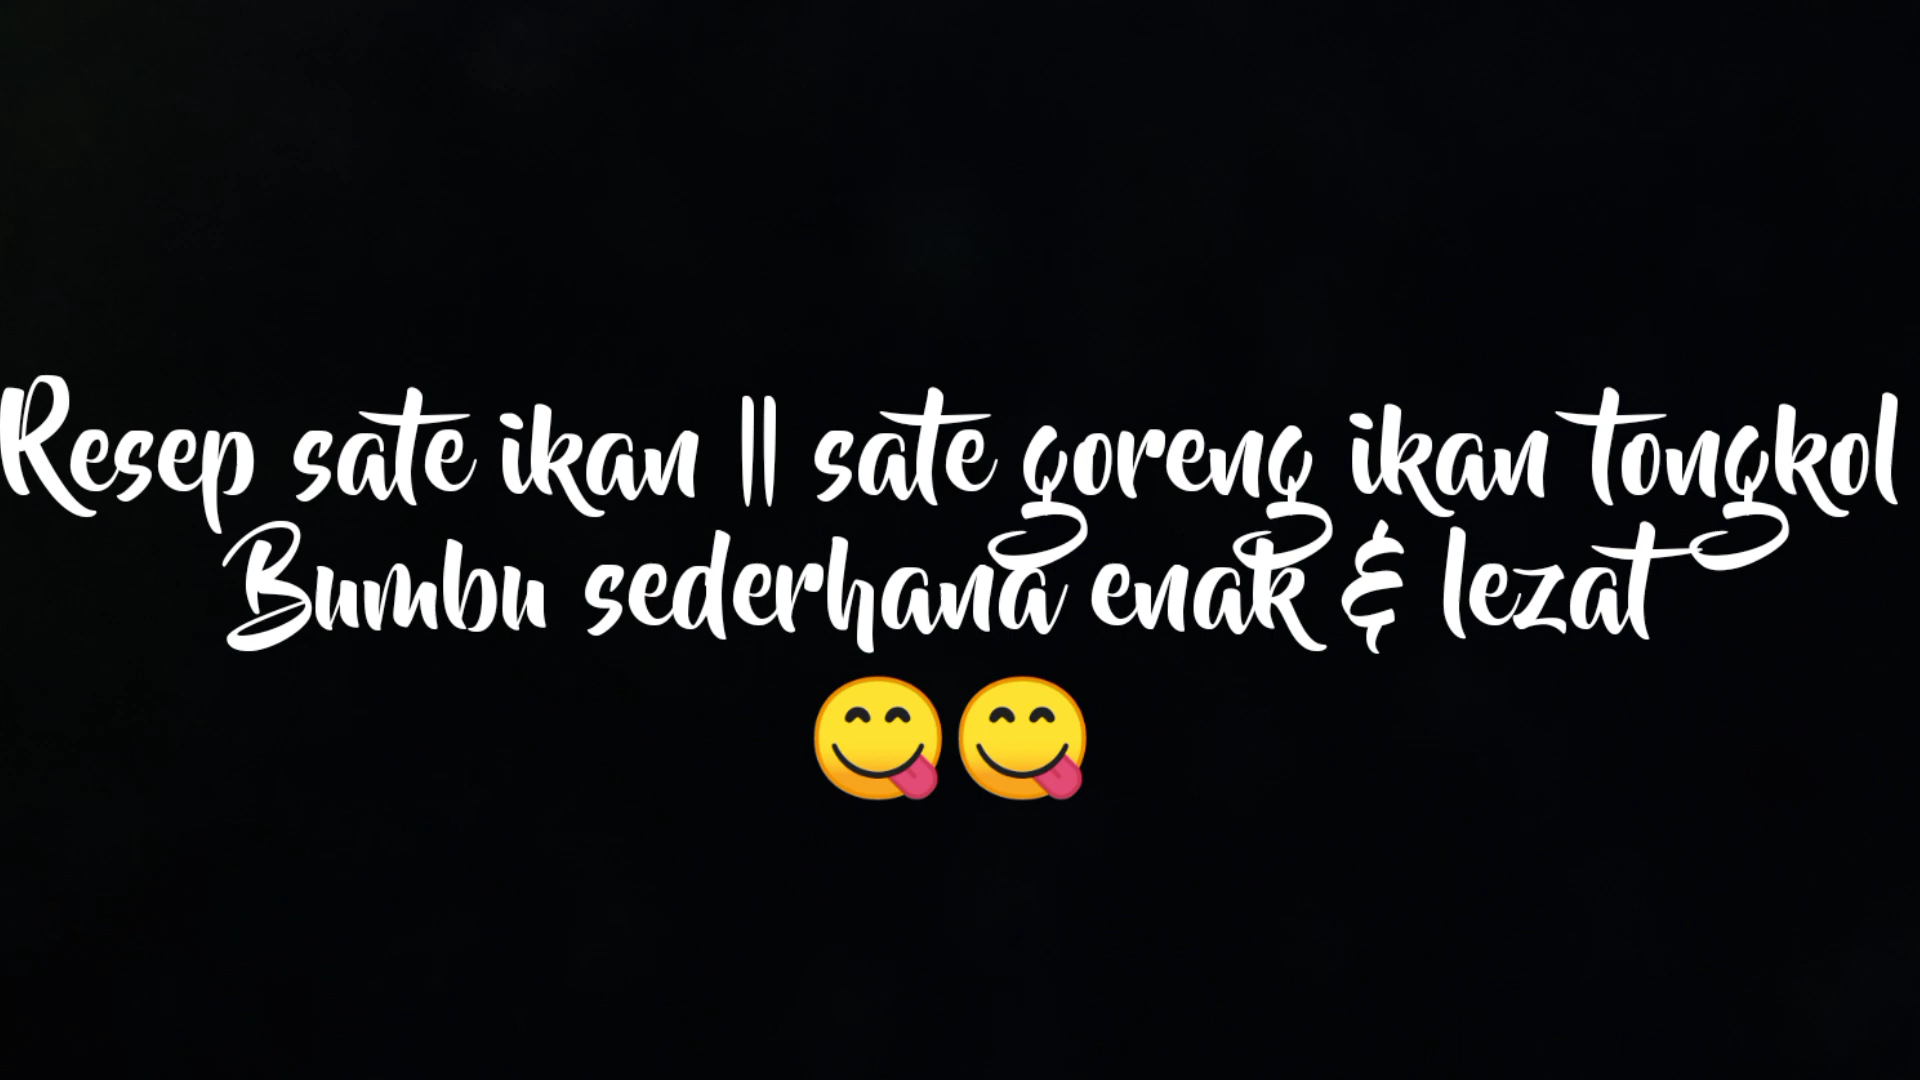 Resep sate ikan || sate goreng ikan tongkol
Bumbu sederhana enak & lezat
😋😋